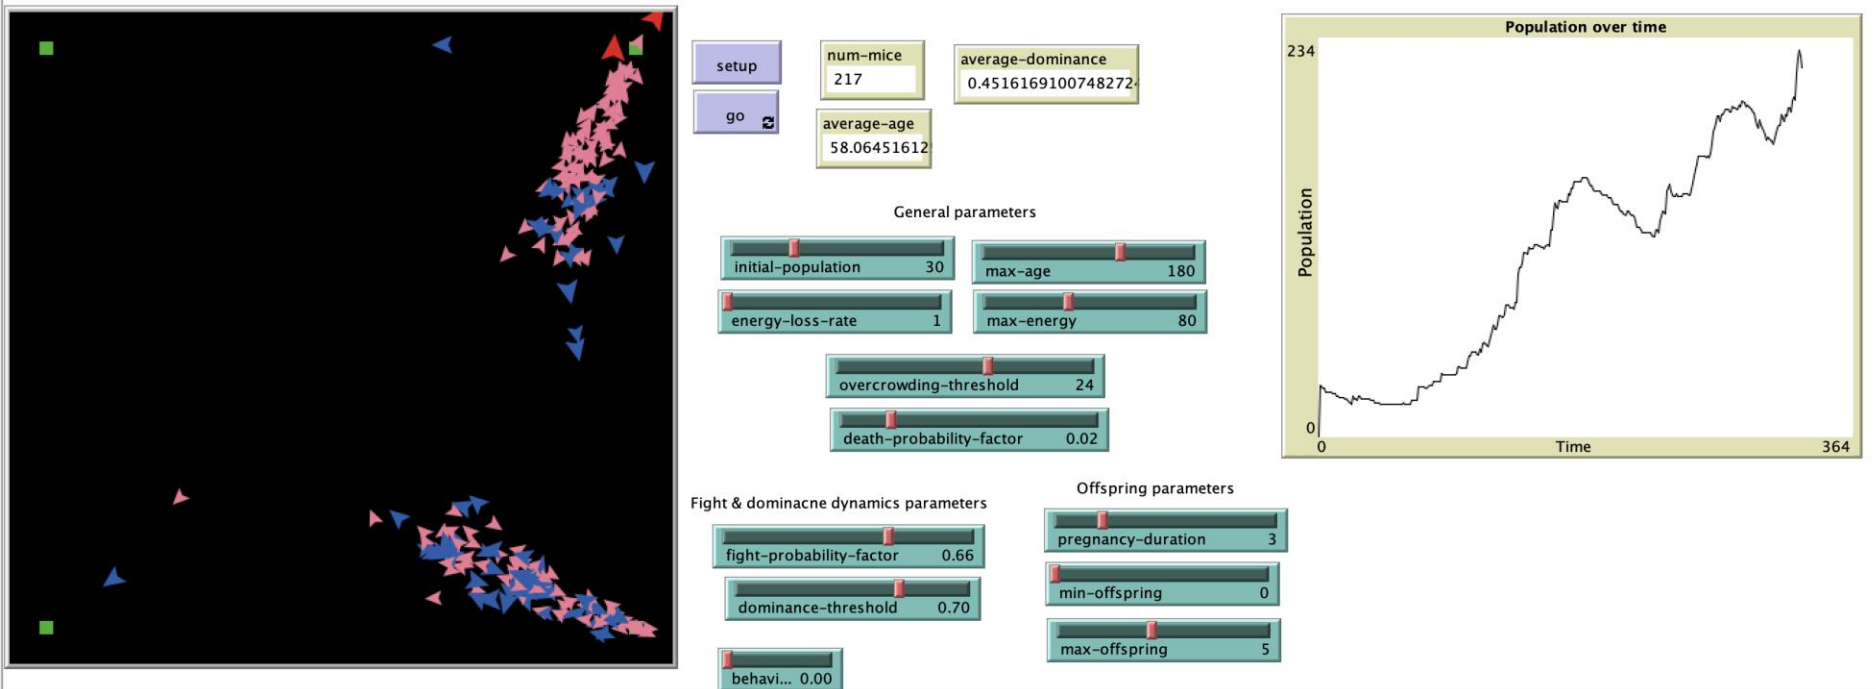 setup
go
num-mice
217
average-dominance
0.4516169100748272
average-age
58.06451612
General parameters
initial-population 30
max-age 180
energy-loss-rate 1
max-energy 80
overcrowding-threshold 24
death-probability-factor 0.02
Fight & dominacne dynamics parameters
fight-probability-factor 0.66
dominance-threshold 0.70
behavi... 0.00
Offspring parameters
pregnancy-duration 3
min-offspring 0
max-offspring 5
Population over time
234
Population
0
0 Time 364